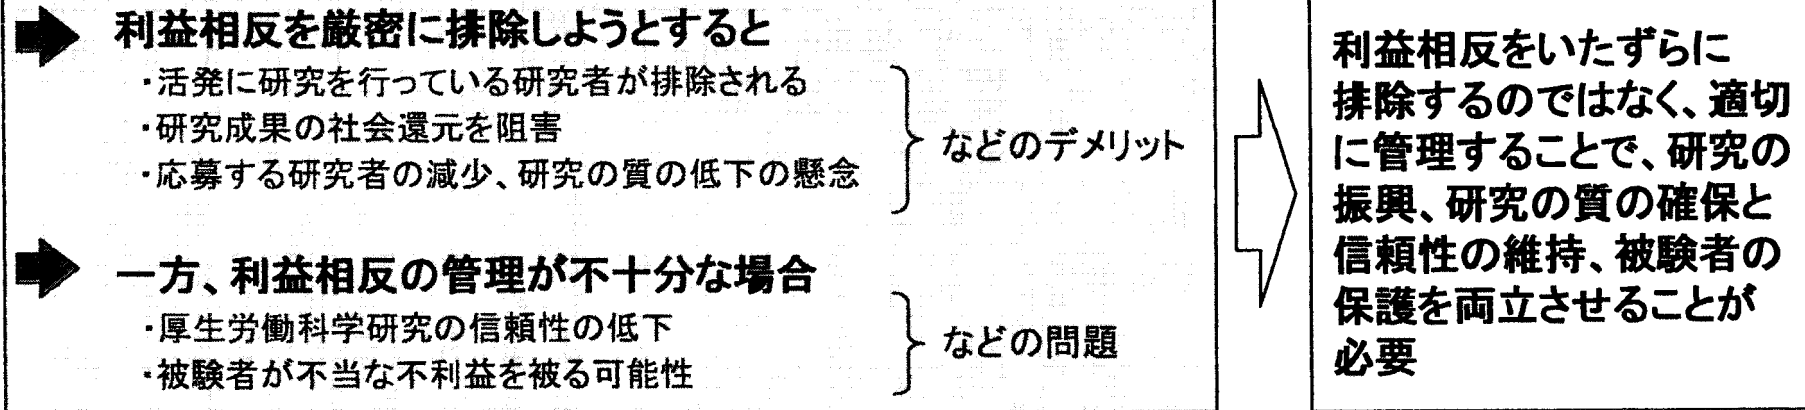 利益相反を厳密に排除しようとすると
・活発に研究を行っている研究者が排除される
・研究成果の社会還元を阻害
・応募する研究者の減少、研究の質の低下の懸念
などのデメリット
一方、利益相反の管理が不十分な場合
・厚生労働科学研究の信頼性の低下
・被験者が不当な不利益を被る可能性
などの問題
利益相反をいたずらに
排除するのではなく、適切
に管理することで、研究の
振興、研究の質の確保と
信頼性の維持、被験者の
保護を両立させることが
必要